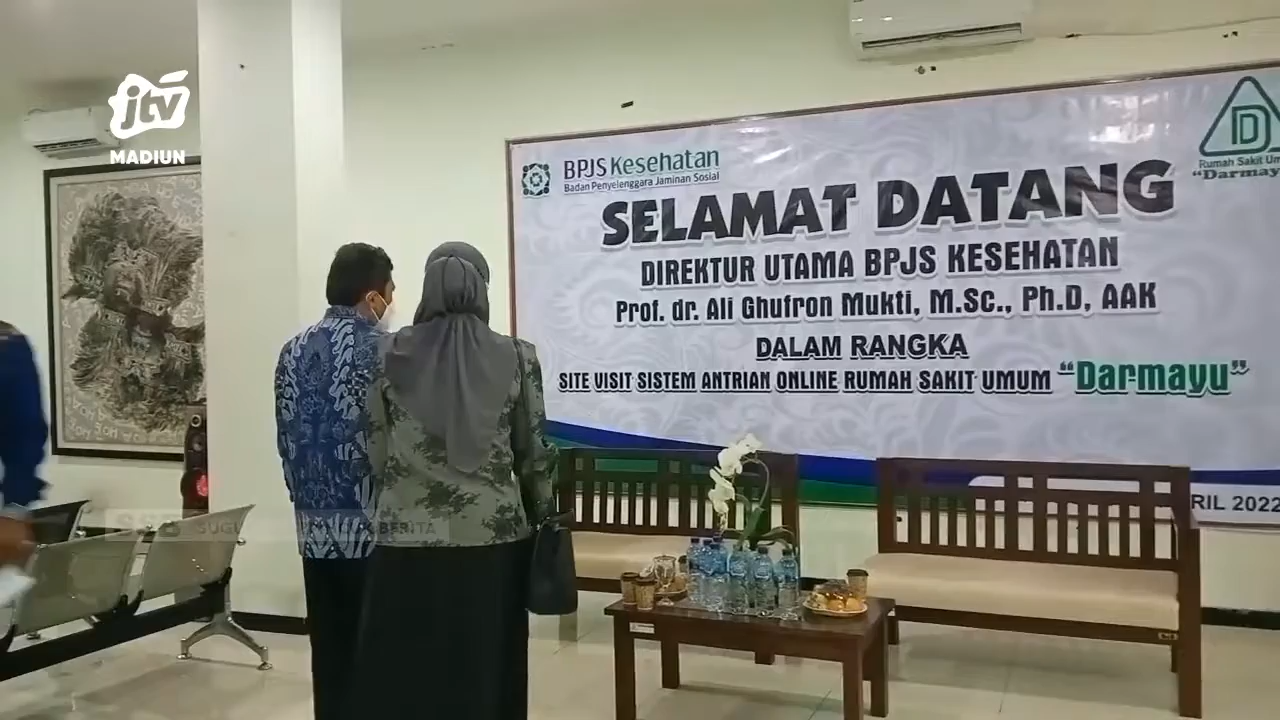 jtv
MADIUN
BPJS Kesehatan
Badan Penyelenggara Jaminan Sosial
D
Rumah Sakit Um
"Darmay
SELAMAT DATANG
DIREKTUR UTAMA BPJS KESEHATAN
Prof. dr. Ali Ghufron Mukti, M.Sc., Ph.D, AAK
DALAM RANGKA
SITE VISIT SISTEM ANTRIAN ONLINE RUMAH SAKIT UMUM "Darmayu"
RIL 2022
BERITA